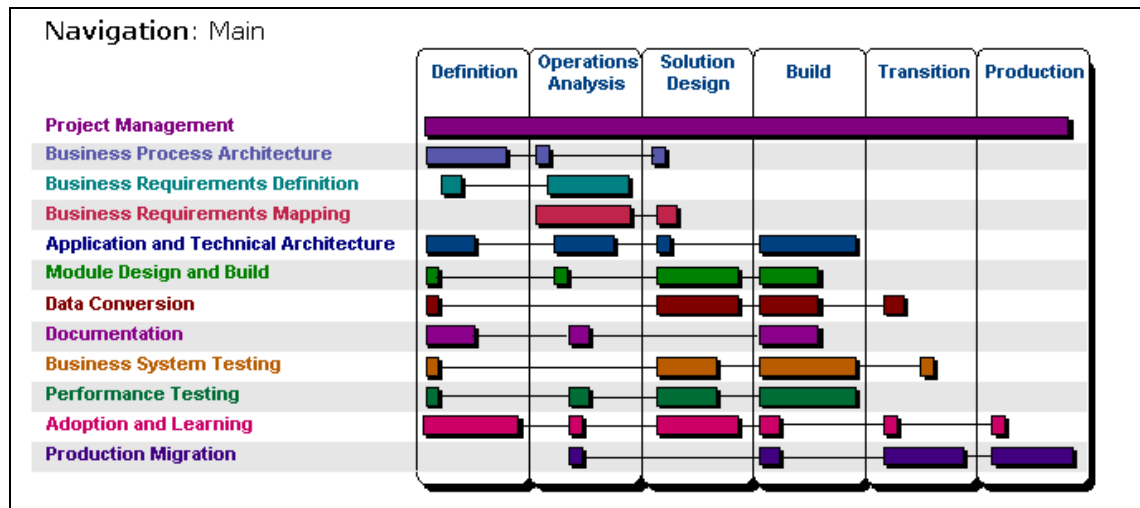 Navigation: Main
Definition
Operations
Analysis
Solution
Design
Build
Transition
Production
Project Management
Business Process Architecture
Business Requirements Definition
Business Requirements Mapping
Application and Technical Architecture
Module Design and Build
Data Conversion
Documentation
Business System Testing
Performance Testing
Adoption and Learning
Production Migration